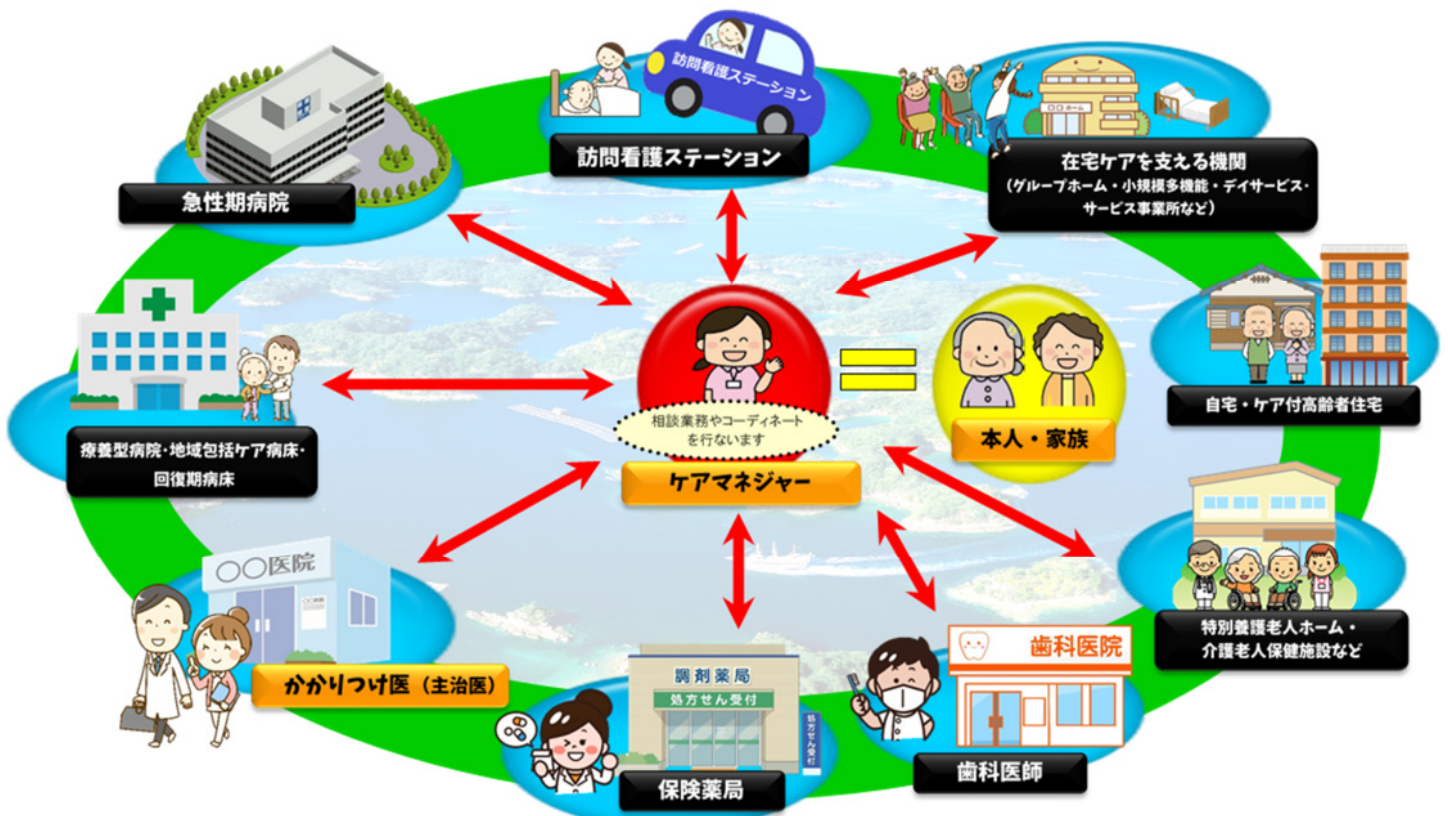 訪問看護ステーション
訪問看護ステーション
□□ホーム
在宅ケアを支える機関
(グループホーム・小規模多機能・デイサービス・
サービス事業所など)
急性期病院
療養型病院・地域包括ケア病床・
回復期病床
相談業務やコーディネート
を行ないます
ケアマネジャー
本人・家族
自宅・ケア付高齢者住宅
特別養護老人ホーム・
介護老人保健施設など
〇〇医院
かかりつけ医（主治医）
調剤薬局
処方せん受付
処方せん受付
保険薬局
歯科医院
歯科医師